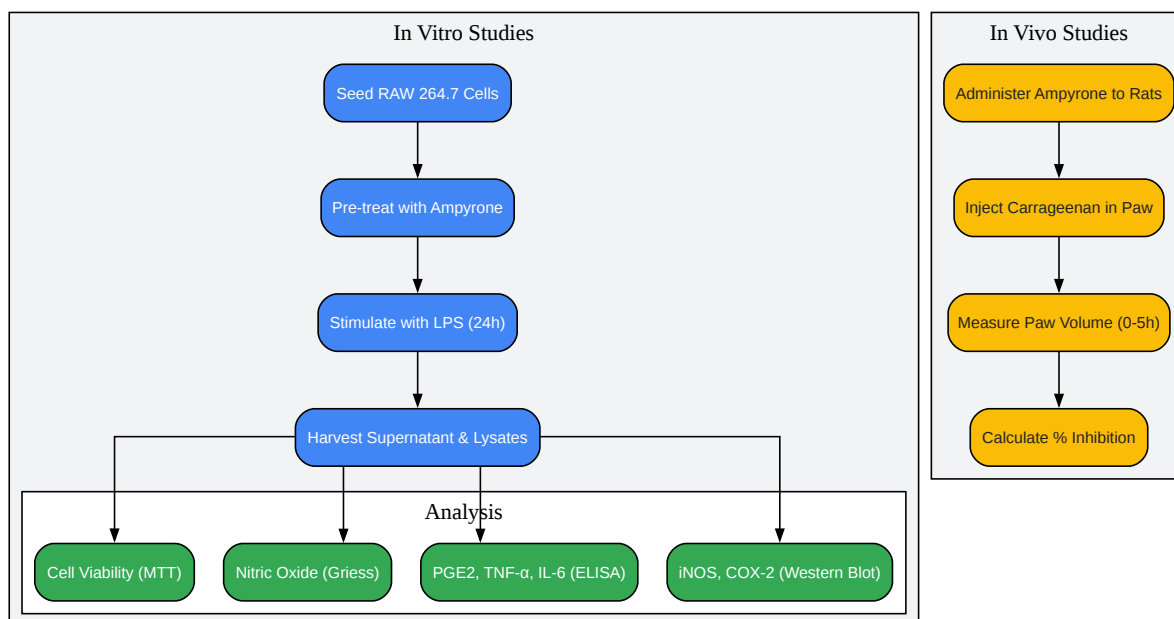 In Vitro Studies
Seed RAW 264.7 Cells
Pre-treat with Ampyrone
Stimulate with LPS (24h)
Harvest Supernatant & Lysates
Analysis
Cell Viability (MTT)
Nitric Oxide (Griess)
PGE2, TNF-α, IL-6 (ELISA)
iNOS, COX-2 (Western Blot)
In Vivo Studies
Administer Ampyrone to Rats
Inject Carrageenan in Paw
Measure Paw Volume (0-5h)
Calculate % Inhibition